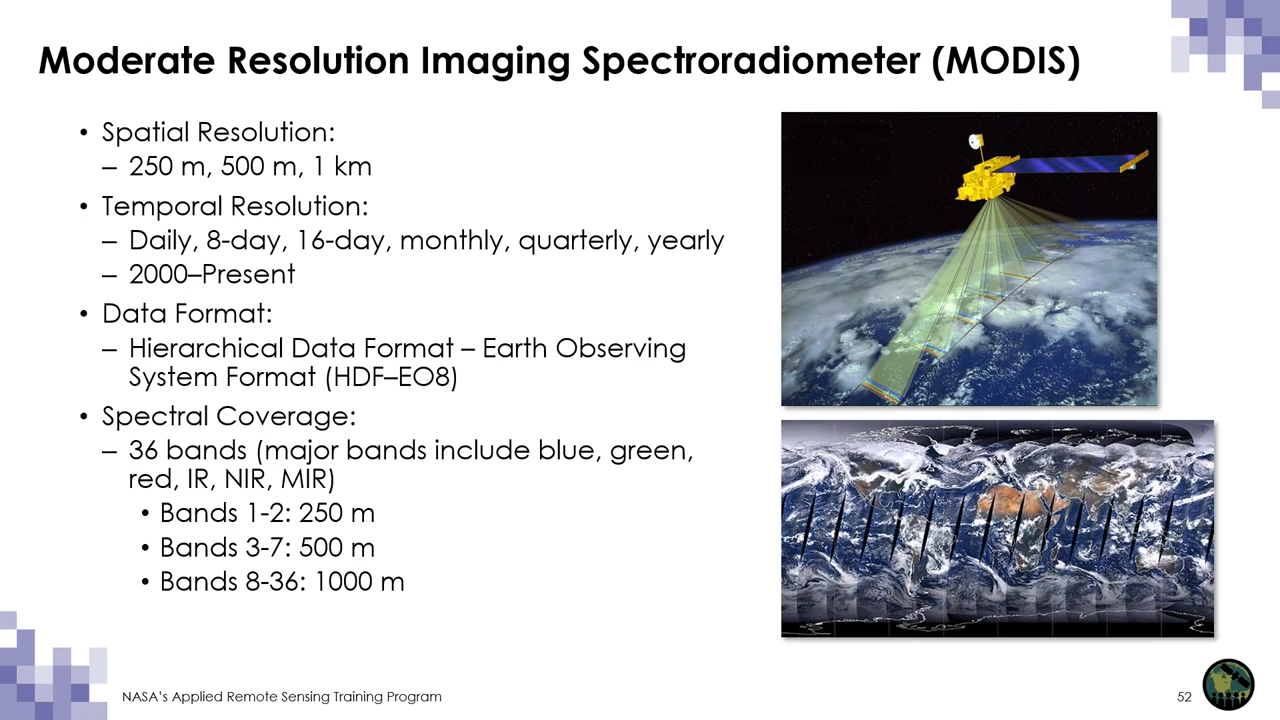 Moderate Resolution Imaging Spectroradiometer (MODIS)
• Spatial Resolution:
– 250 m, 500 m, 1 km
• Temporal Resolution:
– Daily, 8-day, 16-day, monthly, quarterly, yearly
– 2000–Present
• Data Format:
– Hierarchical Data Format – Earth Observing
System Format (HDF–EO8)
• Spectral Coverage:
– 36 bands (major bands include blue, green,
red, IR, NIR, MIR)
• Bands 1-2: 250 m
• Bands 3-7: 500 m
• Bands 8-36: 1000 m
NASA's Applied Remote Sensing Training Program
52